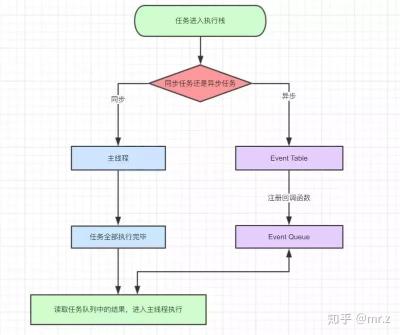 任务进入执行栈
同步任务还是异步任务
同步
异步
主线程
Event Table
注册回调函数
任务全部执行完毕
Event Queue
读取任务队列中的结果，进入主线程执行
知乎 @mr.z